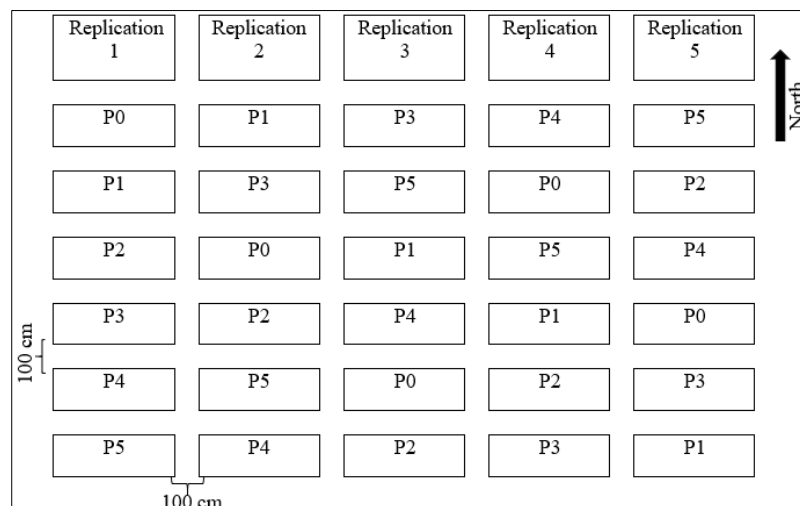 Replication
1
Replication
2
Replication
3
Replication
4
Replication
5
North
P0 P1 P3 P4 P5
P1 P3 P5 P0 P2
P2 P0 P1 P5 P4
P3 P2 P4 P1 P0
100 cm
P4 P5 P0 P2 P3
P5 P4 P2 P3 P1
100 cm